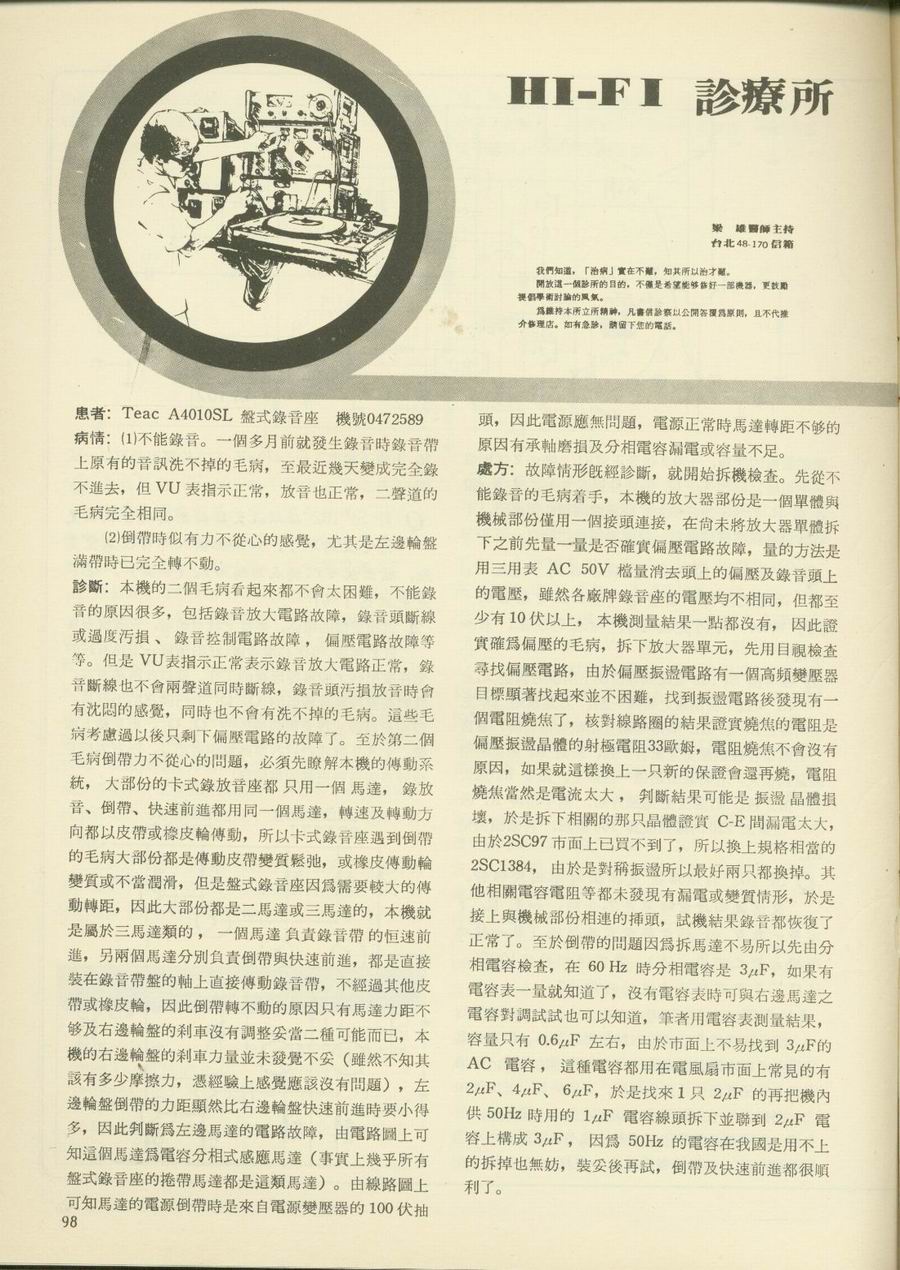 HI-FI 診療所
梁 雄醫師主持
台北48-170信箱
我們知道,「治病」實在不難,知其所以治才難。
開放這一個診所的目的,不僅是希望能够修好一部機器,更鼓勵
提倡學術討論的風氣。
爲維持本所立所精神,凡書信診察以公開答覆爲原則,且不代推
介修理店。如有急診,請留下您的電話。
患者:Teac A4010SL 盤式錄音座 機號0472589
病情:⑴不能錄音。一個多月前就發生錄音時錄音帶
上原有的音訊洗不掉的毛病,至最近幾天變成完全錄
不進去,但 VU 表指示正常,放音也正常,二聲道的
毛病完全相同。
⑵倒帶時似有力不從心的感覺,尤其是左邊輪盤
滿帶時已完全轉不動。
診斷:本機的二個毛病看起來都不會太困難,不能錄
音的原因很多,包括錄音放大電路故障,錄音頭斷線
或過度汚損、錄音控制電路故障,偏壓電路故障等
等。但是 VU表指示正常表示錄音放大電路正常,錄
音斷線也不會兩聲道同時斷線,錄音頭汚損放音時會
有沈悶的感覺,同時也不會有洗不掉的毛病。這些毛
病考慮過以後只剩下偏壓電路的故障了。至於第二個
毛病倒帶力不從心的問題,必須先瞭解本機的傳動系
統,大部份的卡式錄放音座都只用一個馬達,錄放
音、倒帶、快速前進都用同一個馬達,轉速及轉動方
向都以皮帶或橡皮輪傳動,所以卡式錄音座遇到倒帶
的毛病大部份都是傳動皮帶變質鬆弛,或橡皮傳動輪
變質或不當潤滑,但是盤式錄音座因爲需要較大的傳
動轉距,因此大部份都是二馬達或三馬達的,本機就
是屬於三馬達類的,一個馬達負責錄音帶的恒速前
進,另兩個馬達分別負責倒帶與快速前進,都是直接
裝在錄音帶盤的軸上直接傳動錄音帶,不經過其他皮
帶或橡皮輪,因此倒帶轉不動的原因只有馬達力距不
够及右邊輪盤的刹車沒有調整妥當二種可能而已,本
機的右邊輪盤的刹車力量並未發覺不妥(雖然不知其
該有多少摩擦力,憑經驗上感覺應該沒有問題),左
邊輪盤倒帶的力距顯然比右邊輪盤快速前進時要小得
多,因此判斷爲左邊馬達的電路故障,由電路圖上可
知這個馬達爲電容分相式感應馬達(事實上幾乎所有
盤式錄音座的捲帶馬達都是這類馬達)。由線路圖上
可知馬達的電源倒帶時是來自電源變壓器的 100 伏抽
頭,因此電源應無問題,電源正常時馬達轉距不够的
原因有承軸磨損及分相電容漏電或容量不足。
處方:故障情形旣經診斷,就開始拆機檢查。先從不
能錄音的毛病着手,本機的放大器部份是一個單體與
機械部份僅用一個接頭連接,在尙未將放大器單體拆
下之前先量一量是否確實偏壓電路故障,量的方法是
用三用表 AC 50V 檔量消去頭上的偏壓及錄音頭上
的電壓,雖然各廠牌錄音座的電壓均不相同,但都至
少有10伏以上,本機測量結果一點都沒有,因此證
實確爲偏壓的毛病,拆下放大器單元,先用目視檢查
尋找偏壓電路,由於偏壓振盪電路有一個高頻變壓器
目標顯著找起來並不困難,找到振盪電路後發現有一
個電阻燒焦了,核對線路圈的結果證實燒焦的電阻是
偏壓振盪晶體的射極電阻33歐姆,電阻燒焦不會沒有
原因,如果就這樣換上一只新的保證會還再燒,電阻
燒焦當然是電流太大,判斷結果可能是振盪晶體損
壞,於是拆下相關的那只晶體證實 C-E 間漏電太大,
由於2SC97市面上已買不到了,所以換上規格相當的
2SC1384,由於是對稱振盪所以最好兩只都換掉。其
他相關電容電阻等都未發現有漏電或變質情形,於是
接上與機械部份相連的揷頭,試機結果錄音都恢復了
正常了。至於倒帶的問題因爲拆馬達不易所以先由分
相電容檢查,在 60 Hz 時分相電容是 3μF,如果有
電容表一量就知道了,沒有電容表時可與右邊馬達之
電容對調試試也可以知道,筆者用電容表測量結果,
容量只有 0.6μF 左右,由於市面上不易找到 3μF的
AC 電容,這種電容都用在電風扇市面上常見的有
2μF、4μF、6μF,於是找來1只 2μF 的再把機內
供 50Hz 時用的 1μF 電容線頭拆下並聯到 2μF 電
容上構成 3μF,因爲 50Hz 的電容在我國是用不上
的拆掉也無妨,裝妥後再試,倒帶及快速前進都很順
利了。
98